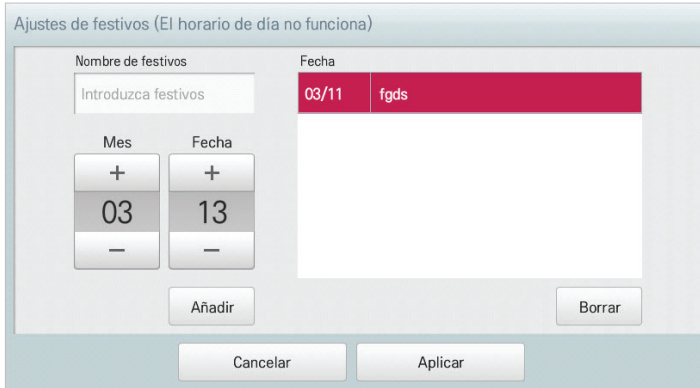 Ajustes de festivos (El horario de día no funciona)
Nombre de festivos
Introduzca festivos
Mes Fecha
+ +
03 13
− −
Añadir
Fecha
03/11 fgds
Borrar
Cancelar Aplicar